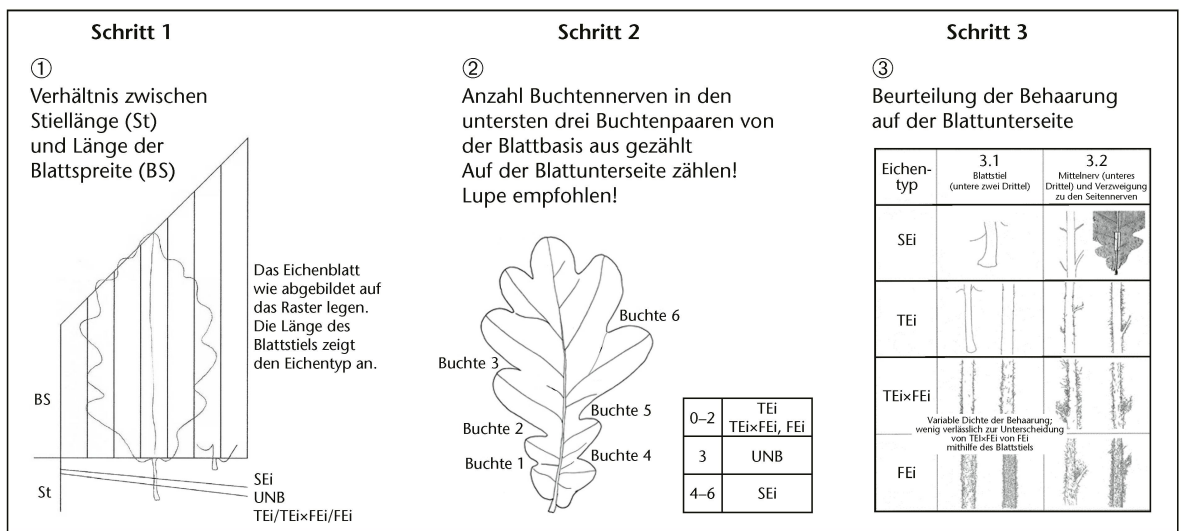 Schritt 1
①
Verhältnis zwischen
Stiellänge (St)
und Länge der
Blattspreite (BS)
Das Eichenblatt
wie abgebildet auf
das Raster legen.
Die Länge des
Blattstiels zeigt
den Eichentyp an.
BS
St
SEi
UNB
TEi/TEi×FEi/FEi
Schritt 2
②
Anzahl Buchtennerven in den
untersten drei Buchtenpaaren von
der Blattbasis aus gezählt
Auf der Blattunterseite zählen!
Lupe empfohlen!
Buchte 6
Buchte 3
Buchte 5
Buchte 2
Buchte 4
Buchte 1
0–2 TEi
TEi×FEi, FEi
3 UNB
4–6 SEi
Schritt 3
③
Beurteilung der Behaarung
auf der Blattunterseite
Eichen-
typ
3.1
Blattstiel
(untere zwei Drittel)
3.2
Mittelnerv (unteres
Drittel) und Verzweigung
zu den Seitennerven
SEi
TEi
TEi×FEi
Variable Dichte der Behaarung;
wenig verlässlich zur Unterscheidung
von TEI×FEi von FEi
mithilfe des Blattstiels
FEi